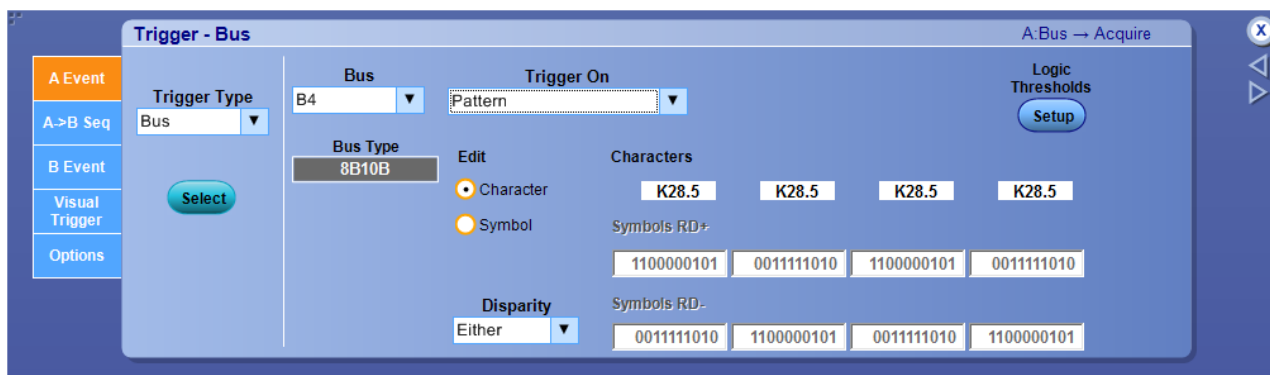 Trigger - Bus
A:Bus → Acquire
A Event
A->B Seq
B Event
Visual
Trigger
Options
Trigger Type
Bus
Select
Bus
B4
Bus Type
8B10B
Trigger On
Pattern
Logic
Thresholds
Setup
Edit
Character
Symbol
Characters
K28.5 K28.5 K28.5 K28.5
Symbols RD+
1100000101 0011111010 1100000101 0011111010
Disparity
Either
Symbols RD-
0011111010 1100000101 0011111010 1100000101
X